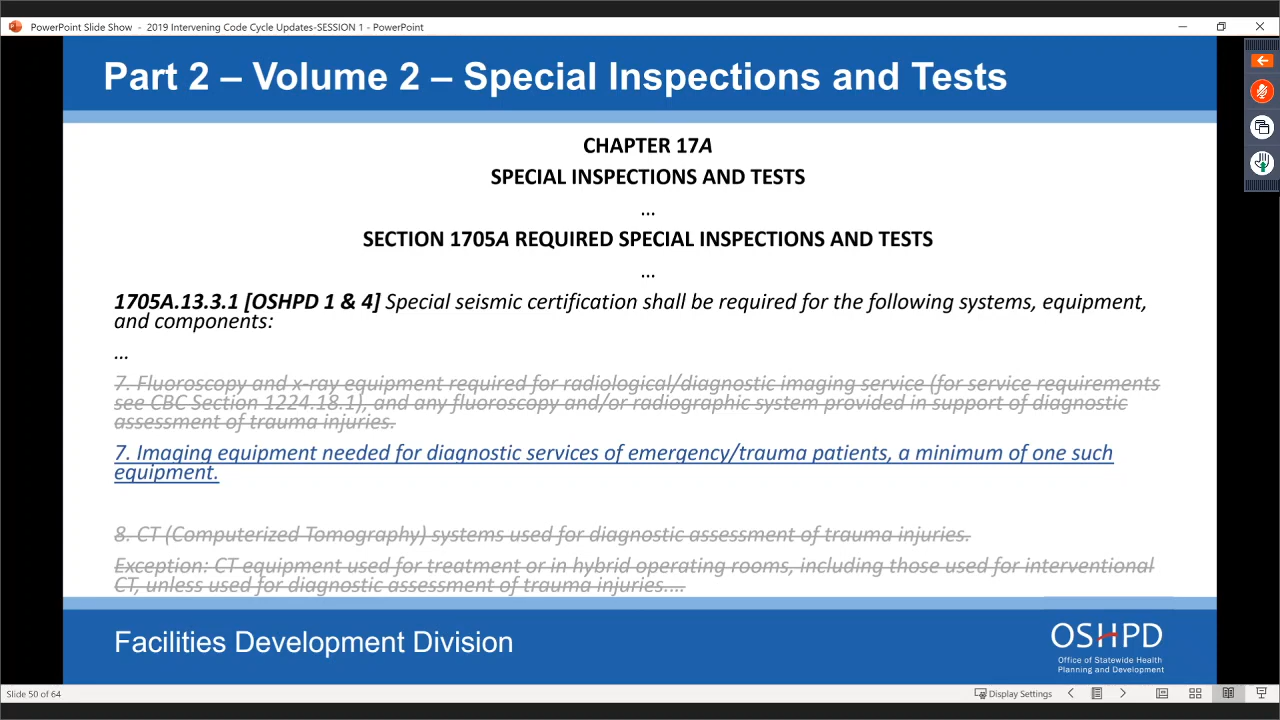 PowerPoint Slide Show - 2019 Intervening Code Cycle Updates-SESSION 1 - PowerPoint
Part 2 – Volume 2 – Special Inspections and Tests
CHAPTER 17A
SPECIAL INSPECTIONS AND TESTS
...
SECTION 1705A REQUIRED SPECIAL INSPECTIONS AND TESTS
...
1705A.13.3.1 [OSHPD 1 & 4] Special seismic certification shall be required for the following systems, equipment,
and components:
...
7. Fluoroscopy and x-ray equipment required for radiological/diagnostic imaging service (for service requirements
see CBC Section 1224.18.1), and any fluoroscopy and/or radiographic system provided in support of diagnostic
assessment of trauma injuries.
7. Imaging equipment needed for diagnostic services of emergency/trauma patients, a minimum of one such
equipment.
8. CT (Computerized Tomography) systems used for diagnostic assessment of trauma injuries.
Exception: CT equipment used for treatment or in hybrid operating rooms, including those used for interventional
CT, unless used for diagnostic assessment of trauma injuries....
Facilities Development Division
OSHPD
Office of Statewide Health
Planning and Development
Slide 50 of 64
Display Settings